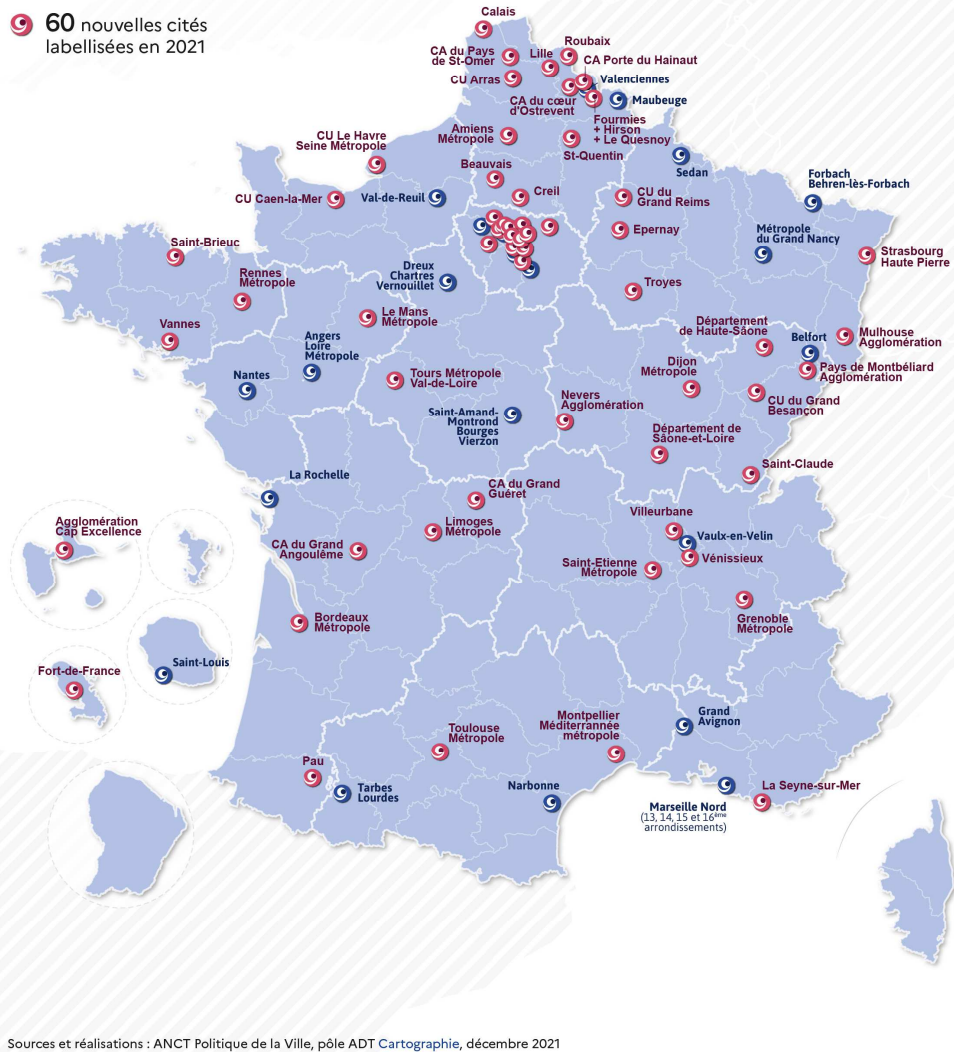 60 nouvelles cités
labellisées en 2021
Calais
CA du Pays
de St-Omer
Lille
Roubaix
CA Porte du Hainaut
CU Arras
Valenciennes
CA du cœur
d'Ostrevent
Maubeuge
Fourmies
+ Hirson
+ Le Quesnoy
Amiens
Métropole
CU Le Havre
Seine Métropole
St-Quentin
Beauvais
Sedan
Forbach
Behren-lès-Forbach
CU Caen-la-Mer
Val-de-Reuil
Creil
CU du
Grand Reims
Epernay
Métropole
du Grand Nancy
Strasbourg
Haute Pierre
Saint-Brieuc
Rennes
Métropole
Dreux
Chartres
Vernouillet
Troyes
Le Mans
Métropole
Vannes
Angers
Loire
Métropole
Département
de Haute-Sâone
Belfort
Mulhouse
Agglomération
Nantes
Tours Métropole
Val-de-Loire
Dijon
Métropole
Pays de Montbéliard
Agglomération
Nevers
Agglomération
CU du Grand
Besançon
Saint-Amand-
Montrond
Bourges
Vierzon
Département de
Sâone-et-Loire
Saint-Claude
La Rochelle
CA du Grand
Guéret
Agglomération
Cap Excellence
Limoges
Métropole
Villeurbanne
Vaulx-en-Velin
CA du Grand
Angoulême
Vénissieux
Saint-Etienne
Métropole
Bordeaux
Métropole
Grenoble
Métropole
Saint-Louis
Fort-de-France
Grand
Avignon
Montpellier
Méditerrannée
métropole
Toulouse
Métropole
Pau
Tarbes
Lourdes
Narbonne
La Seyne-sur-Mer
Marseille Nord
(13, 14, 15 et 16ème
arrondissements)
Sources et réalisations : ANCT Politique de la Ville, pôle ADT Cartographie, décembre 2021